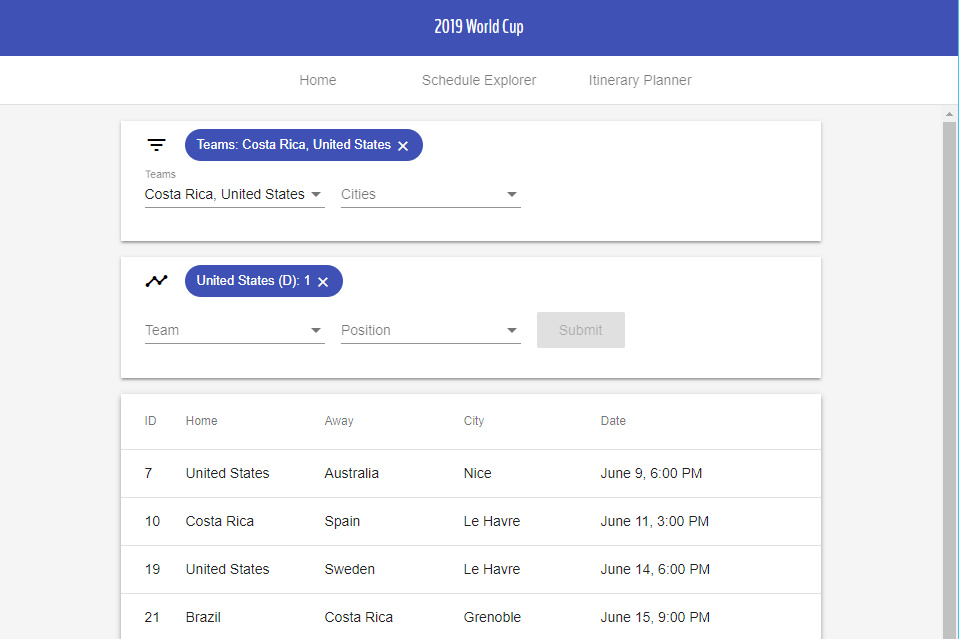 2019 World Cup
Home Schedule Explorer Itinerary Planner
Teams: Costa Rica, United States
Teams
Costa Rica, United States Cities
United States (D): 1
Team Position Submit
ID Home Away City Date
7 United States Australia Nice June 9, 6:00 PM
10 Costa Rica Spain Le Havre June 11, 3:00 PM
19 United States Sweden Le Havre June 14, 6:00 PM
21 Brazil Costa Rica Grenoble June 15, 9:00 PM